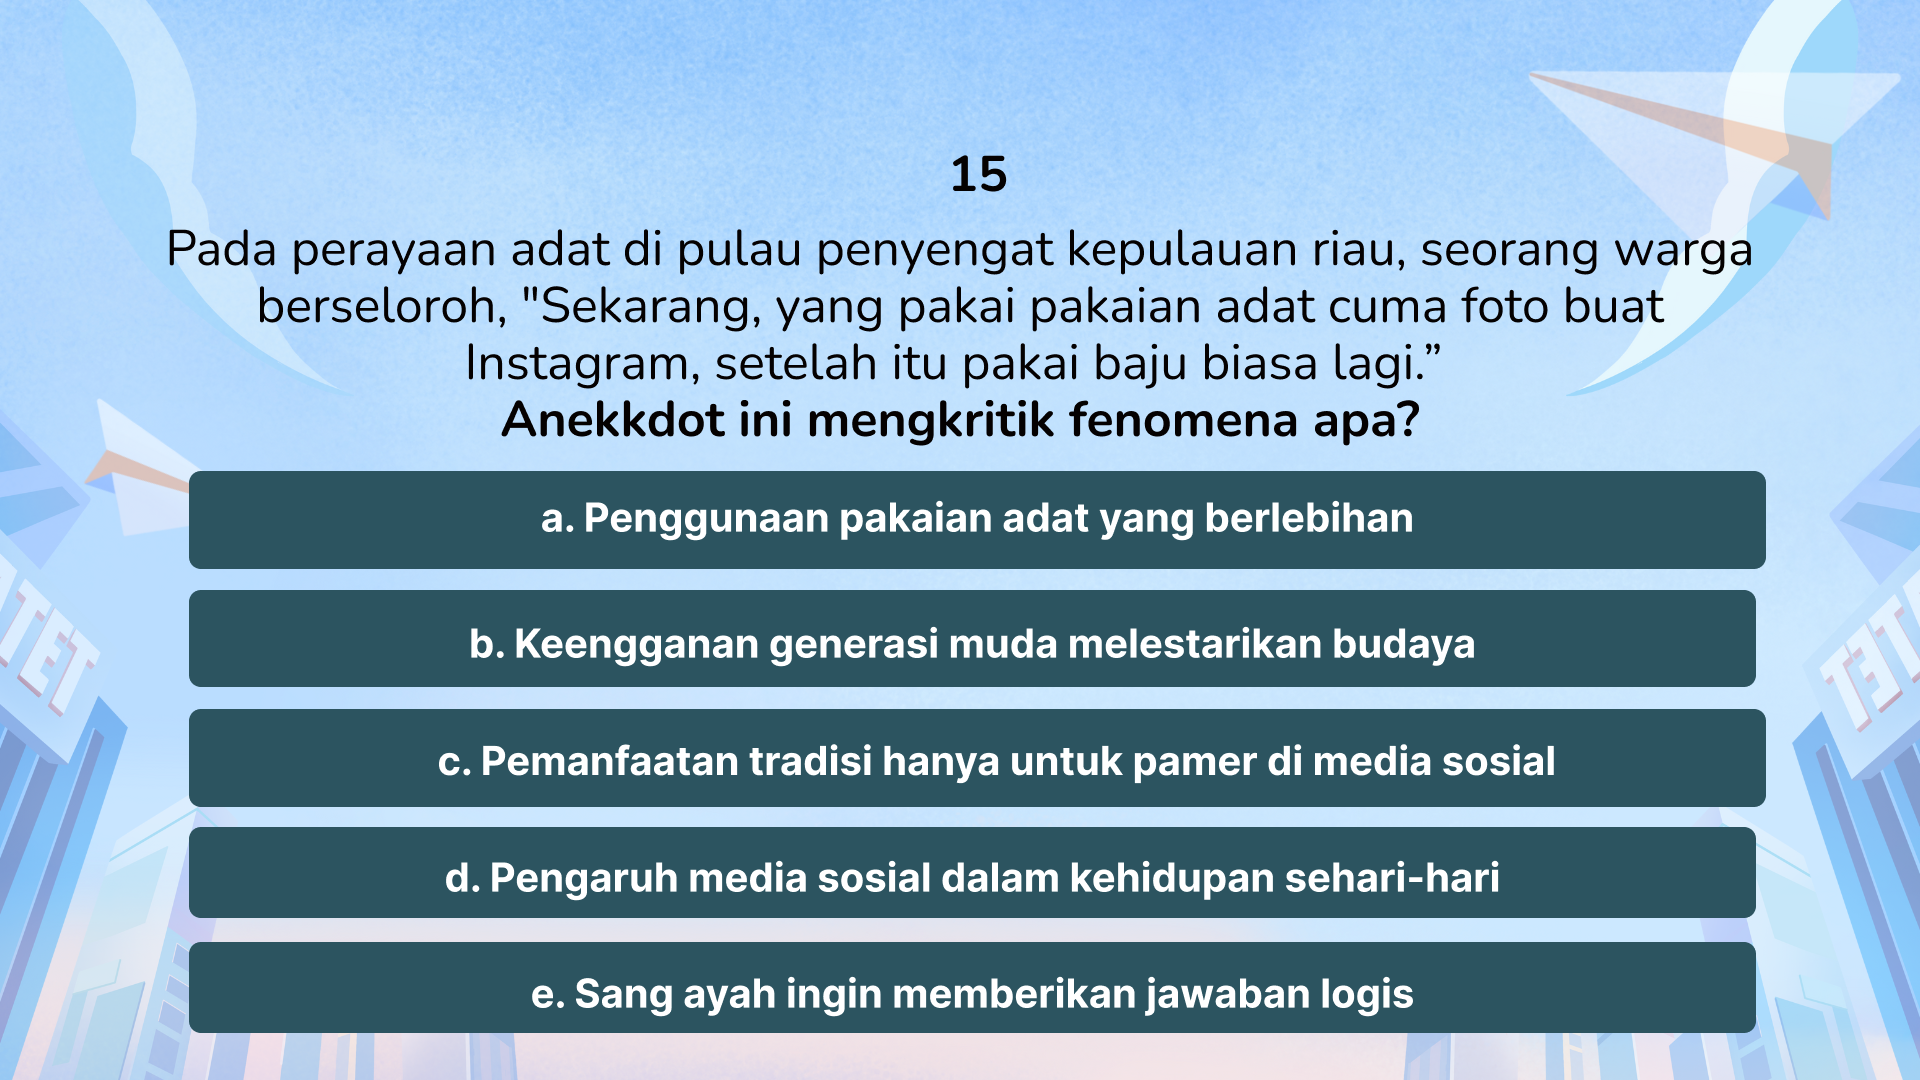 15
Pada perayaan adat di pulau penyengat kepulauan riau, seorang warga
berseloroh, "Sekarang, yang pakai pakaian adat cuma foto buat
Instagram, setelah itu pakai baju biasa lagi.”
Anekkdot ini mengkritik fenomena apa?
a. Penggunaan pakaian adat yang berlebihan
b. Keengganan generasi muda melestarikan budaya
c. Pemanfaatan tradisi hanya untuk pamer di media sosial
d. Pengaruh media sosial dalam kehidupan sehari-hari
e. Sang ayah ingin memberikan jawaban logis